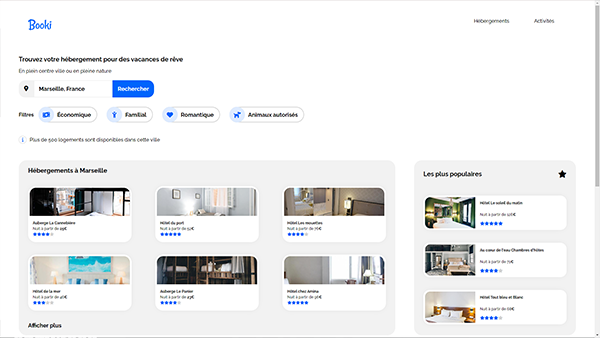 Booki
Hébergements
Activités
Trouvez votre hébergement pour des vacances de rêve
En plein centre ville ou en pleine nature
Marseille, France
Rechercher
Filtres
Économique
Familial
Romantique
Animaux autorisés
Plus de 500 logements sont disponibles dans cette ville
Hébergements à Marseille
Auberge La Cannebière
Nuit à partir de
Hôtel du port
Nuit à partir de 52€
Hôtel Les mouettes
Nuit à partir de 76€
Hôtel de la mer
Nuit à partir de 46€
Auberge Le Panier
Nuit à partir de
Hôtel chez Amina
Nuit à partir de
Afficher plus
Les plus populaires
Hôtel Le soleil du matin
Nuit à partir de 128€
Au coeur de l'eau Chambres d'hôtes
Nuit à partir de 71€
Hôtel Tout bleu et Blanc
Nuit à partir de 68€